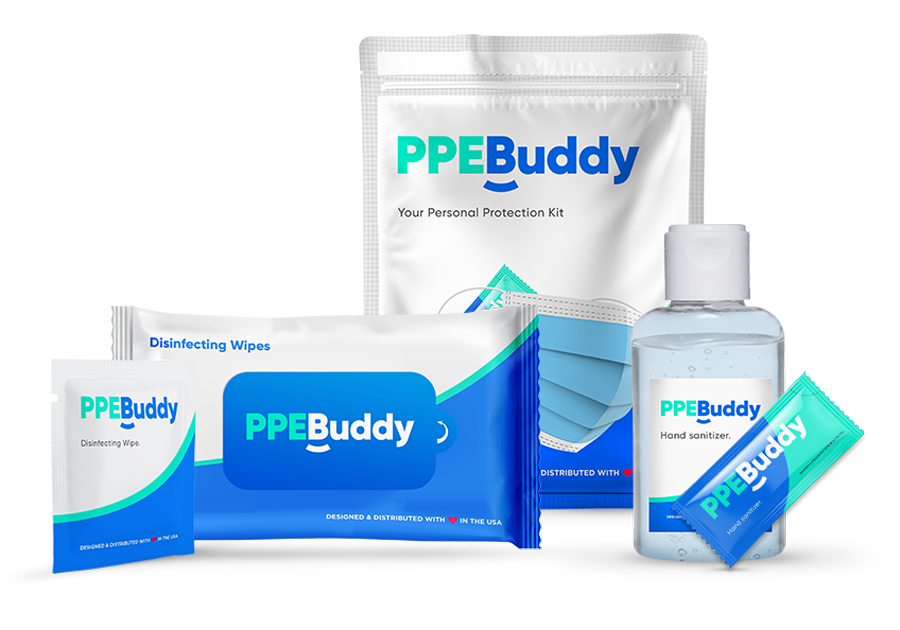 PPEBuddy
Your Personal Protection Kit
DISTRIBUTED WITH
Disinfecting Wipes
PPEBuddy
DESIGNED & DISTRIBUTED WITH ❤ IN THE USA
PPEBuddy
Disinfecting Wipe.
DESIGNED & DISTRIBUTED WITH ❤ IN THE USA
PPEBuddy
Hand sanitizer.
PPEBuddy
Hand sanitizer.